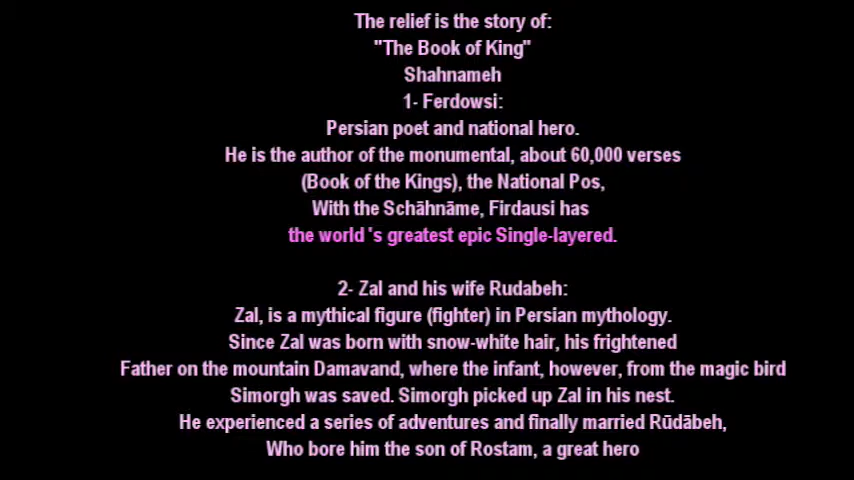 The relief is the story of:
"The Book of King"
Shahnameh
1- Ferdowsi:
Persian poet and national hero.
He is the author of the monumental, about 60,000 verses
(Book of the Kings), the National Pos,
With the Schāhnāme, Firdausi has
the world 's greatest epic Single-layered.
2- Zal and his wife Rudabeh:
Zal, is a mythical figure (fighter) in Persian mythology.
Since Zal was born with snow-white hair, his frightened
Father on the mountain Damavand, where the infant, however, from the magic bird
Simorgh was saved. Simorgh picked up Zal in his nest.
He experienced a series of adventures and finally married Rūdābeh,
Who bore him the son of Rostam, a great hero